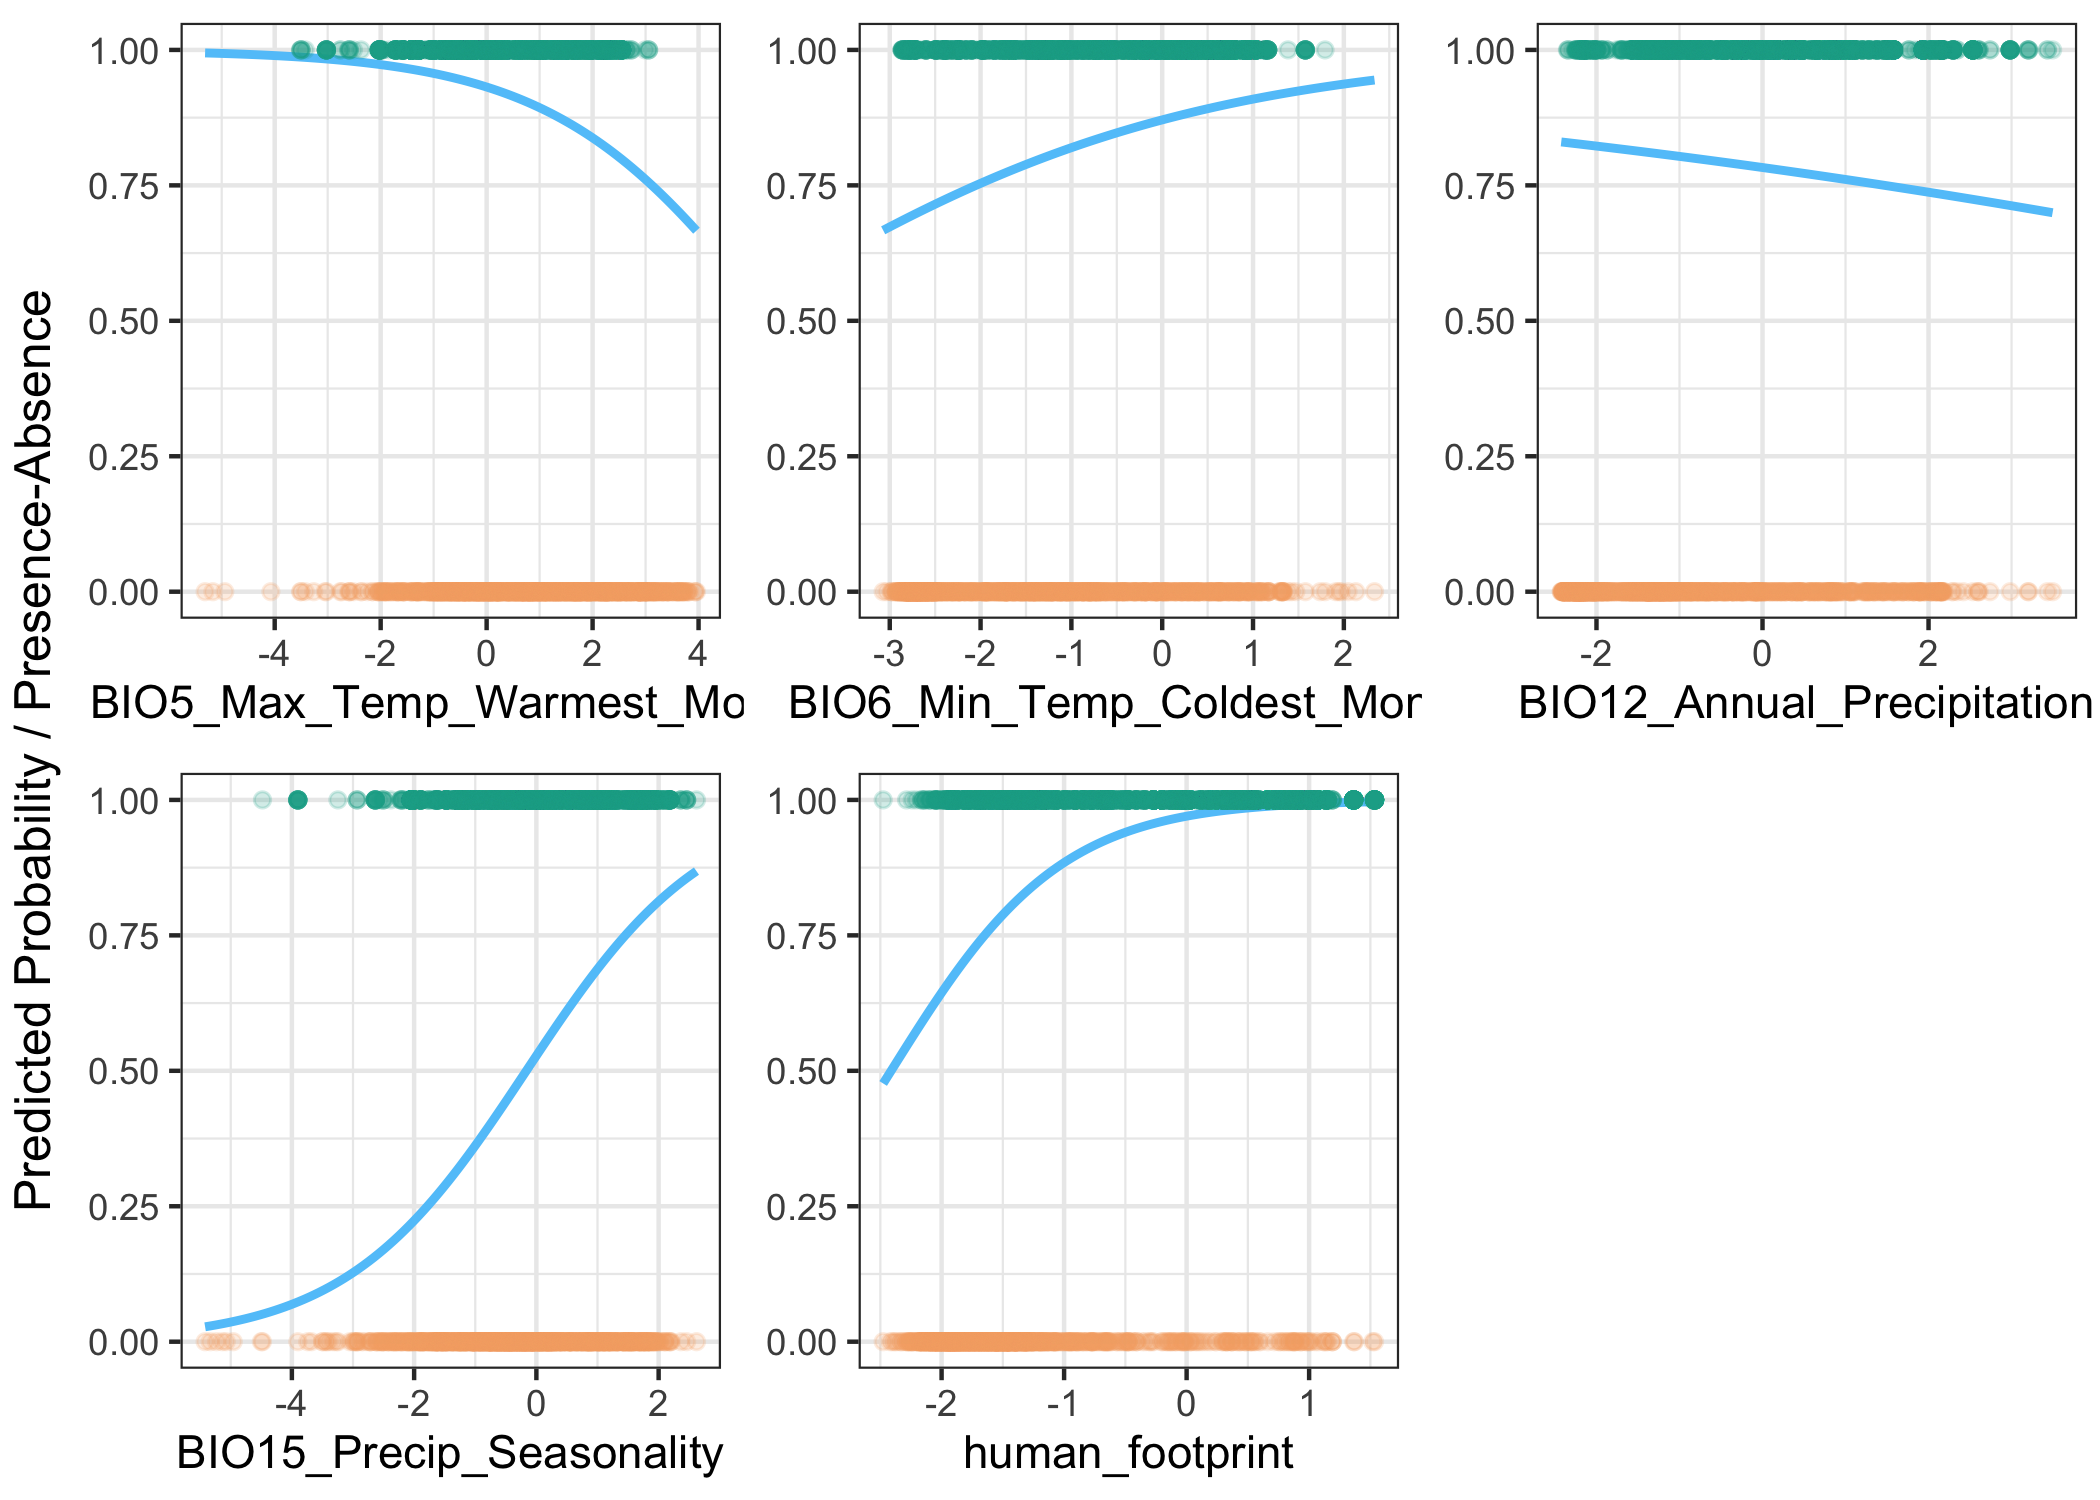 Predicted Probability / Presence-Absence
1.00
0.75
0.50
0.25
0.00
-4 -2 0 2 4
BIO5_Max_Temp_Warmest_Mo
1.00
0.75
0.50
0.25
0.00
-3 -2 -1 0 1 2
BIO6_Min_Temp_Coldest_Mor
1.00
0.75
0.50
0.25
0.00
-2 0 2
BIO12_Annual_Precipitation
1.00
0.75
0.50
0.25
0.00
-4 -2 0 2
BIO15_Precip_Seasonality
1.00
0.75
0.50
0.25
0.00
-2 -1 0 1
human_footprint